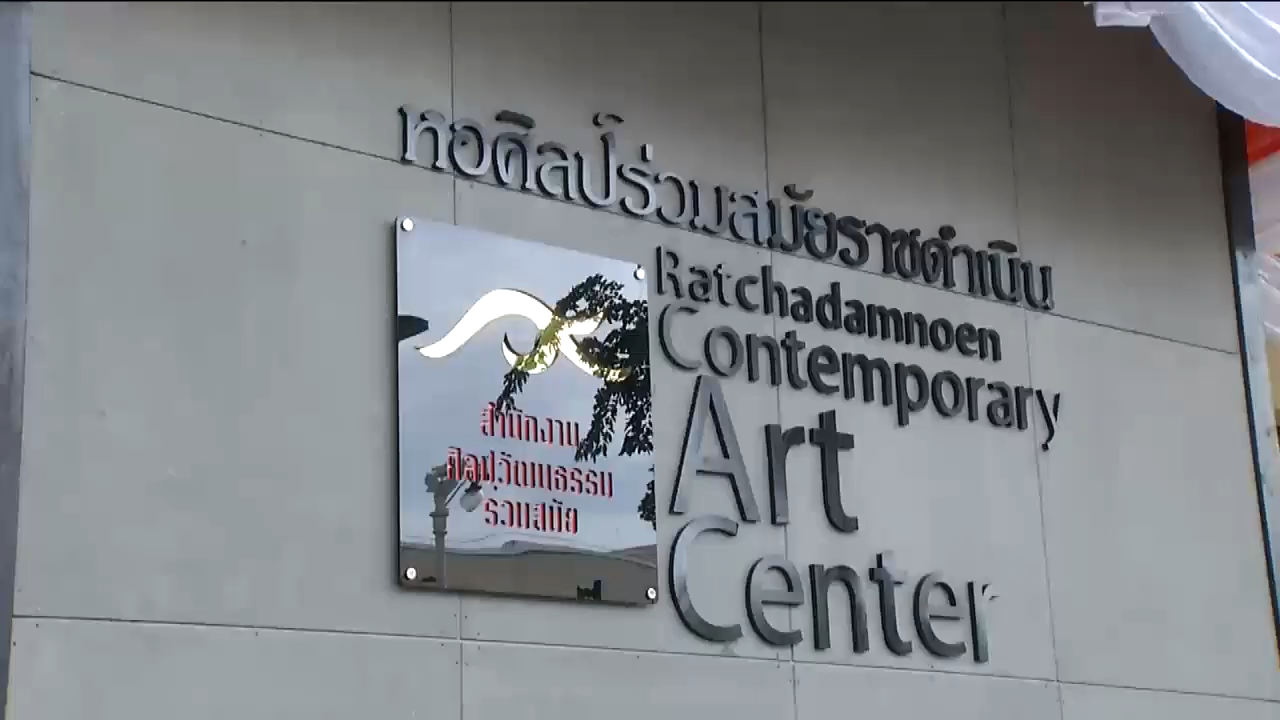 หอศิลป์ร่วมสมัยราชดำเนิน
Ratchadamnoen
Contemporary
Art
Center
สำนักงาน
ศิลปวัฒนธรรม
ร่วมสมัย